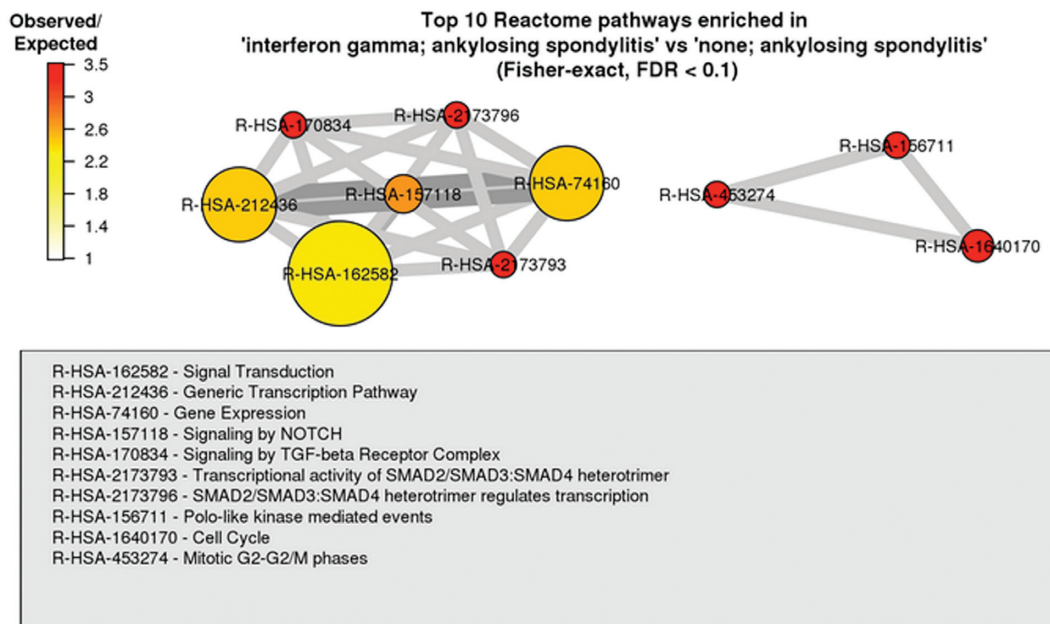 Observed/
Expected
Top 10 Reactome pathways enriched in
'interferon gamma; ankylosing spondylitis' vs 'none; ankylosing spondylitis'
(Fisher-exact, FDR < 0.1)
3.5
3
2.6
2.2
1.8
1.4
1
R-HSA-170834
R-HSA-2173796
R-HSA-212436
R-HSA-157118
R-HSA-74160
R-HSA-162582
R-HSA-2173793
R-HSA-156711
R-HSA-453274
R-HSA-1640170
R-HSA-162582 - Signal Transduction
R-HSA-212436 - Generic Transcription Pathway
R-HSA-74160 - Gene Expression
R-HSA-157118 - Signaling by NOTCH
R-HSA-170834 - Signaling by TGF-beta Receptor Complex
R-HSA-2173793 - Transcriptional activity of SMAD2/SMAD3:SMAD4 heterotrimer
R-HSA-2173796 - SMAD2/SMAD3:SMAD4 heterotrimer regulates transcription
R-HSA-156711 - Polo-like kinase mediated events
R-HSA-1640170 - Cell Cycle
R-HSA-453274 - Mitotic G2-G2/M phases